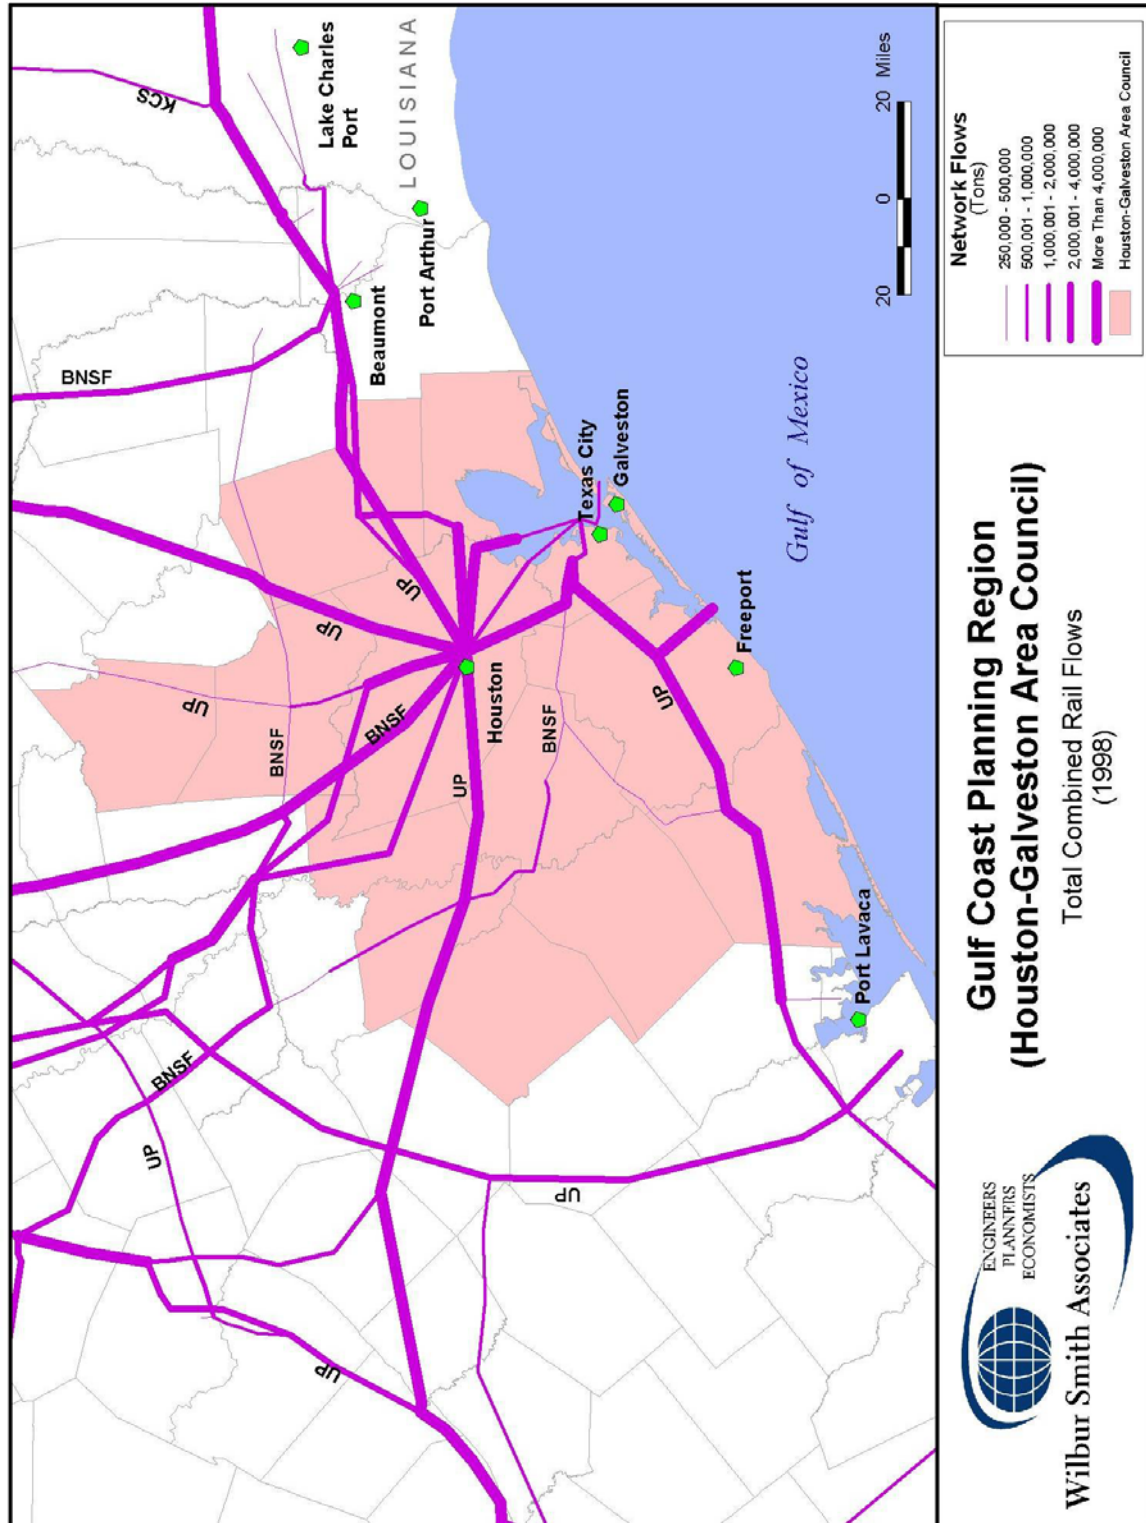 KCS
Lake Charles
Port
LOUISIANA
Port Arthur
Beaumont
BNSF
UP
UP
UP
BNSF
BNSF
UP
Houston
BNSF
Texas City
Galveston
Freeport
UP
Gulf of Mexico
BNSF
UP
UP
UP
Port Lavaca
20 0 20 Miles
Gulf Coast Planning Region
(Houston-Galveston Area Council)
Total Combined Rail Flows
(1998)
Network Flows
(Tons)
250,000 - 500,000
500,001 - 1,000,000
1,000,001 - 2,000,000
2,000,001 - 4,000,000
More Than 4,000,000
Houston-Galveston Area Council
ENGINEERS
PLANNERS
ECONOMISTS
Wilbur Smith Associates